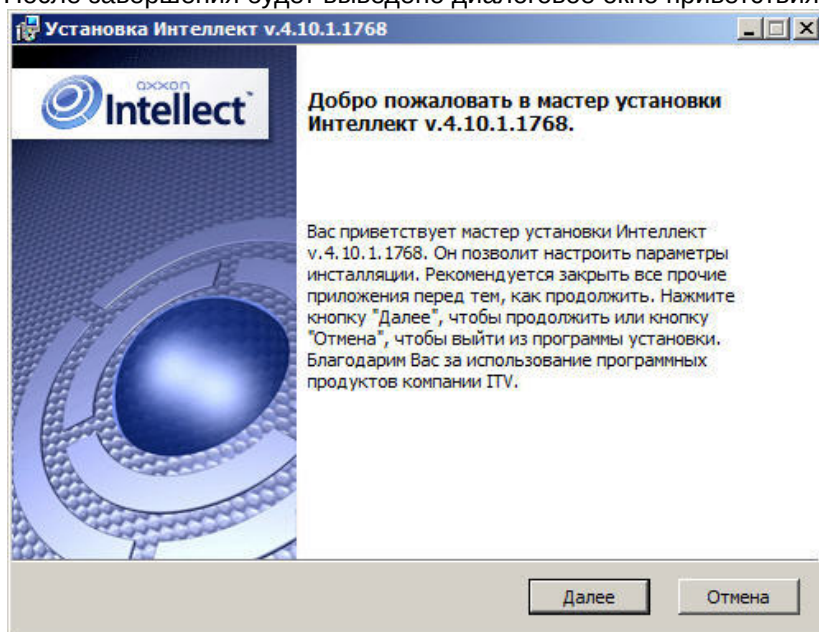 После завершения будет выведено диалоговое окно приветствия
Установка Интеллект v.4.10.1.1768
axxon
Intellect
Добро пожаловать в мастер установки
Интеллект v.4.10.1.1768.
Вас приветствует мастер установки Интеллект
v.4.10.1.1768. Он позволит настроить параметры
инсталляции. Рекомендуется закрыть все прочие
приложения перед тем, как продолжить. Нажмите
кнопку "Далее", чтобы продолжить или кнопку
"Отмена", чтобы выйти из программы установки.
Благодарим Вас за использование программных
продуктов компании ITV.
Далее
Отмена